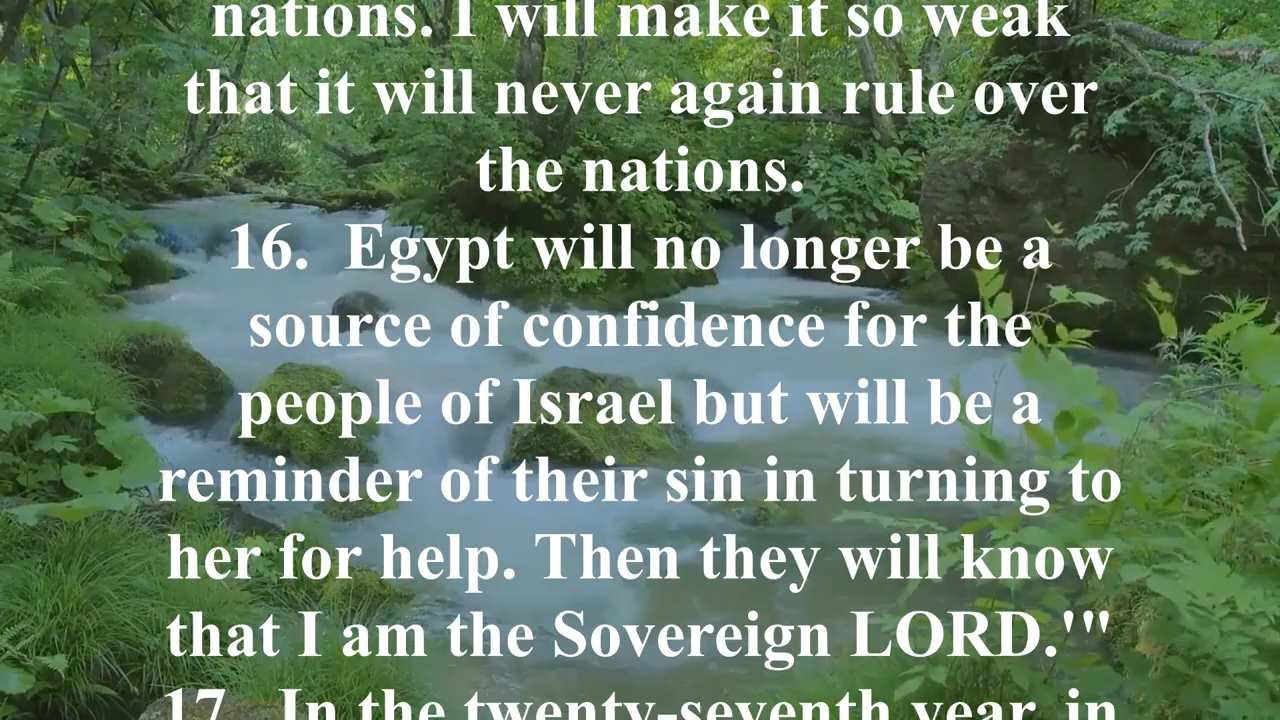 nations. I will make it so weak
that it will never again rule over
the nations.
16.  Egypt will no longer be a
source of confidence for the
people of Israel but will be a
reminder of their sin in turning to
her for help. Then they will know
that I am the Sovereign LORD.'"
17.  In the twenty-seventh year, in